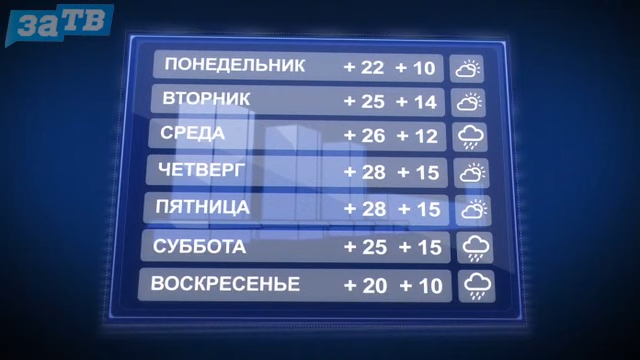 заТВ
ПОНЕДЕЛЬНИК + 22 + 10
ВТОРНИК + 25 + 14
СРЕДА + 26 + 12
ЧЕТВЕРГ + 28 + 15
ПЯТНИЦА + 28 + 15
СУББОТА + 25 + 15
ВОСКРЕСЕНЬЕ + 20 + 10